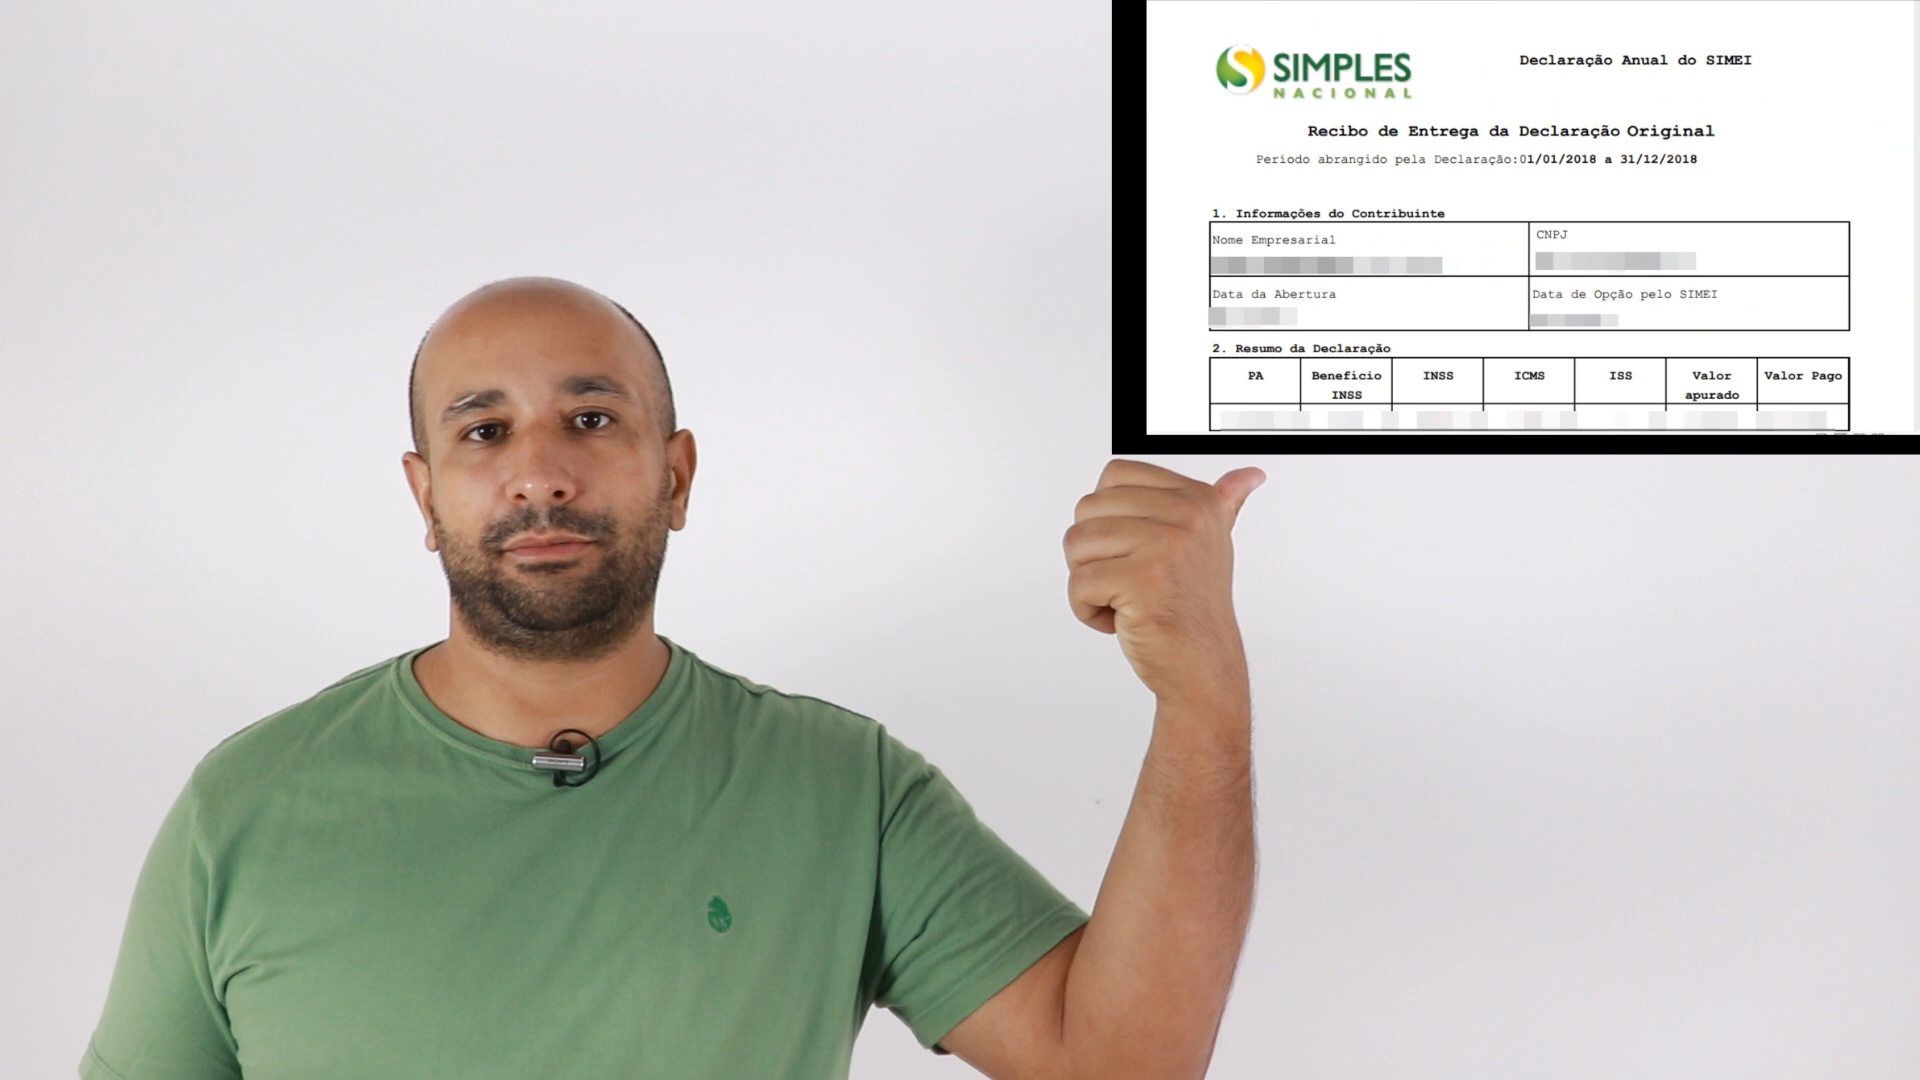 SIMPLES
NACIONAL
Declaração Anual do SIMEI
Recibo de Entrega da Declaração Original
Período abrangido pela Declaração:01/01/2018 a 31/12/2018
1. Informações do Contribuinte
Nome Empresarial
CNPJ
Data da Abertura
Data de Opção pelo SIMEI
2. Resumo da Declaração
PA
Benefício
INSS
INSS
ICMS
ISS
Valor
apurado
Valor Pago